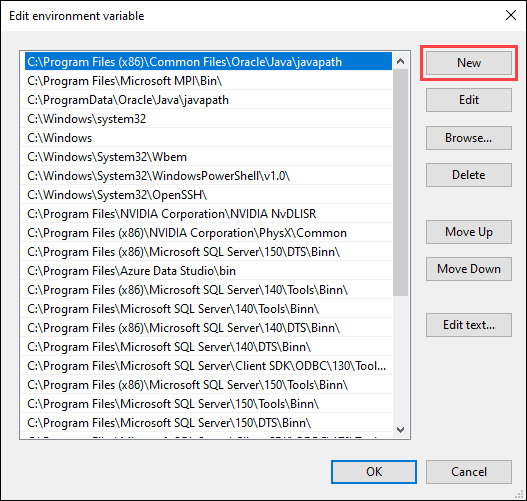 Edit environment variable
C:\Program Files (x86)\Common Files\Oracle\Java\javapath
C:\Program Files\Microsoft MPI\Bin\
C:\ProgramData\Oracle\Java\javapath
C:\Windows\system32
C:\Windows
C:\Windows\System32\Wbem
C:\Windows\System32\WindowsPowerShell\v1.0\
C:\Windows\System32\OpenSSH\
C:\Program Files\NVIDIA Corporation\NVIDIA NvDLISR
C:\Program Files (x86)\NVIDIA Corporation\PhysX\Common
C:\Program Files (x86)\Microsoft SQL Server\150\DTS\Binn\
C:\Program Files\Azure Data Studio\bin
C:\Program Files (x86)\Microsoft SQL Server\140\Tools\Binn\
C:\Program Files\Microsoft SQL Server\140\Tools\Binn\
C:\Program Files (x86)\Microsoft SQL Server\140\DTS\Binn\
C:\Program Files\Microsoft SQL Server\140\DTS\Binn\
C:\Program Files\Microsoft SQL Server\Client SDK\ODBC\130\Tool...
C:\Program Files (x86)\Microsoft SQL Server\150\Tools\Binn\
C:\Program Files\Microsoft SQL Server\150\Tools\Binn\
C:\Program Files\Microsoft SQL Server\150\DTS\Binn\
New
Edit
Browse...
Delete
Move Up
Move Down
Edit text...
OK
Cancel